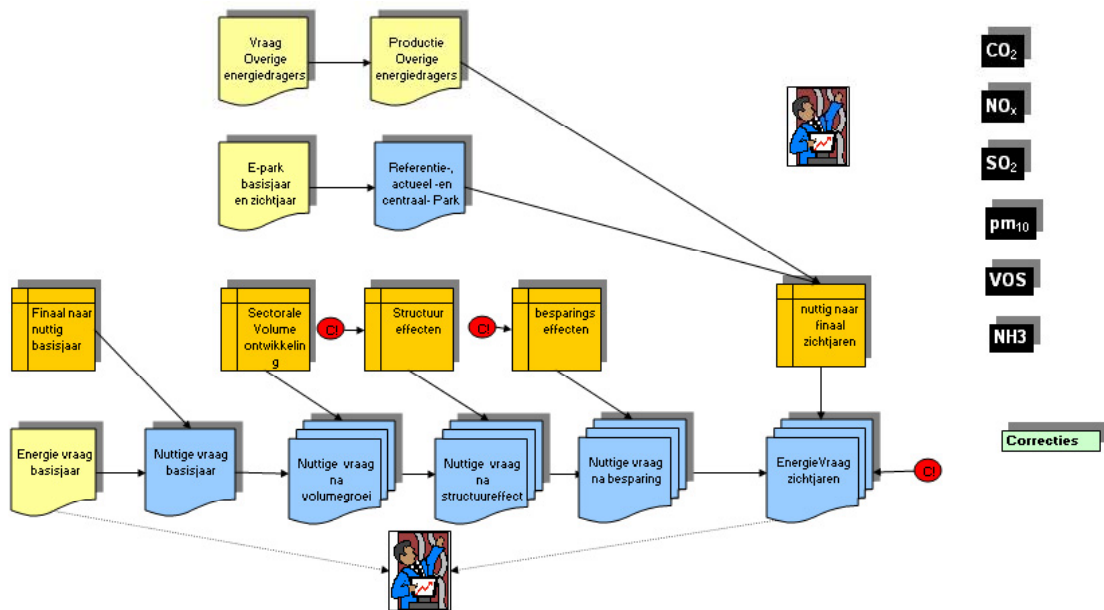 Vraag
Overige
energiedragers
Productie
Overige
energiedragers
CO₂
NOₓ
SO₂
pm₁₀
VOS
NH3
E-park
basisjaar
en zichtjaar
Referentie-,
actueel -en
centraal- Park
Finaal naar
nuttig
basisjaar
Sectorale
Volume
ontwikkelin
g
C!
Structuur
effecten
C!
besparings
effecten
nuttig naar
finaal
zichtjaren
Energie vraag
basisjaar
Nuttige vraag
basisjaar
Nuttige vraag
na
volumegroei
Nuttige vraag
na
structuureffect
Nuttige vraag
na besparing
EnergieVraag
zichtjaren
C!
Correcties